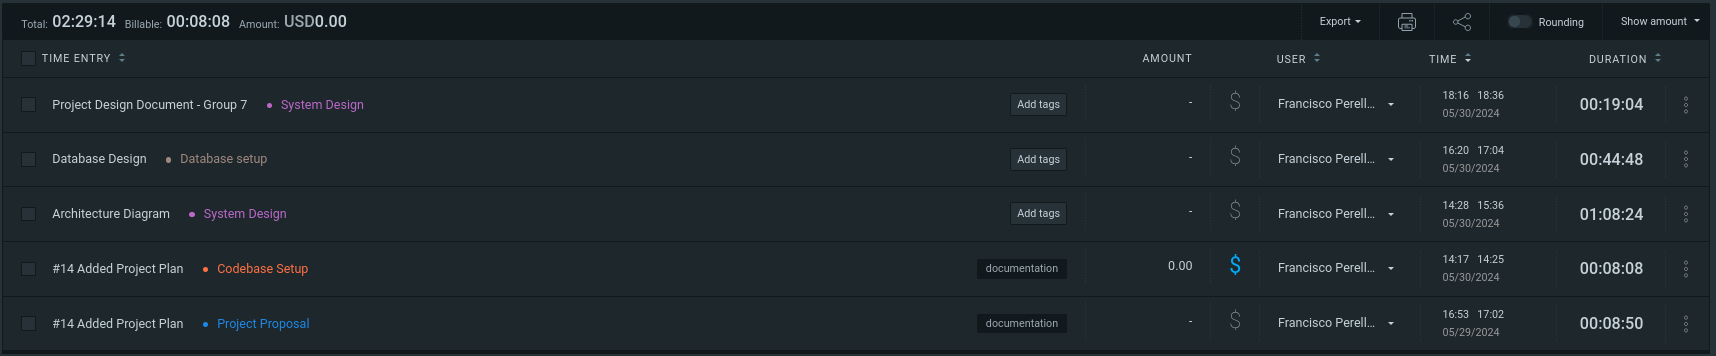 Total: 02:29:14 Billable: 00:08:08 Amount: USD0.00 Export Rounding Show amount
TIME ENTRY AMOUNT USER TIME DURATION
Project Design Document - Group 7 • System Design Add tags - $ Francisco Perell... 18:16 18:36 00:19:04
05/30/2024
Database Design • Database setup Add tags - $ Francisco Perell... 16:20 17:04 00:44:48
05/30/2024
Architecture Diagram • System Design Add tags - $ Francisco Perell... 14:28 15:36 01:08:24
05/30/2024
#14 Added Project Plan • Codebase Setup documentation 0.00 $ Francisco Perell... 14:17 14:25 00:08:08
05/30/2024
#14 Added Project Plan • Project Proposal documentation - $ Francisco Perell... 16:53 17:02 00:08:50
05/29/2024